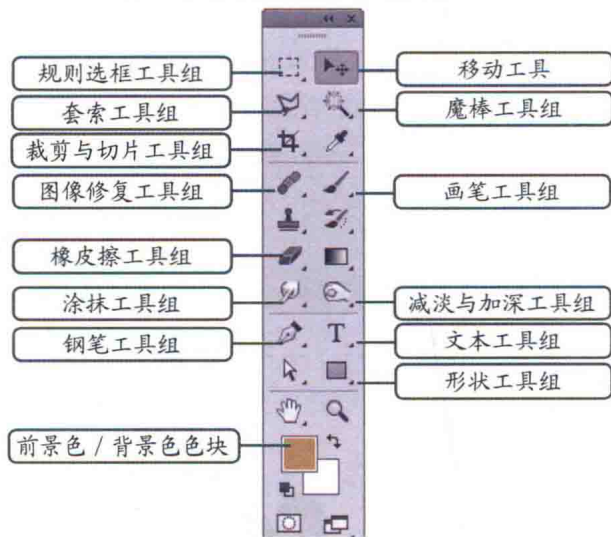 规则选框工具组
移动工具
套索工具组
魔棒工具组
裁剪与切片工具组
图像修复工具组
画笔工具组
橡皮擦工具组
涂抹工具组
减淡与加深工具组
钢笔工具组
文本工具组
形状工具组
前景色/背景色色块